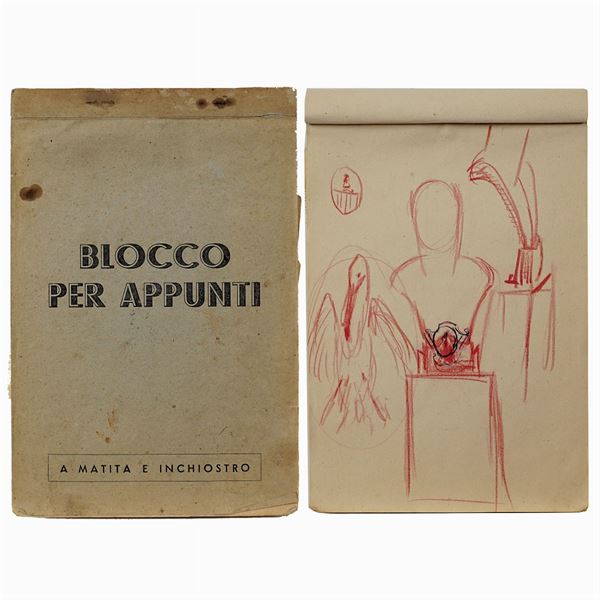 BLOCCO
PER APPUNTI
A MATITA E INCHIOSTRO